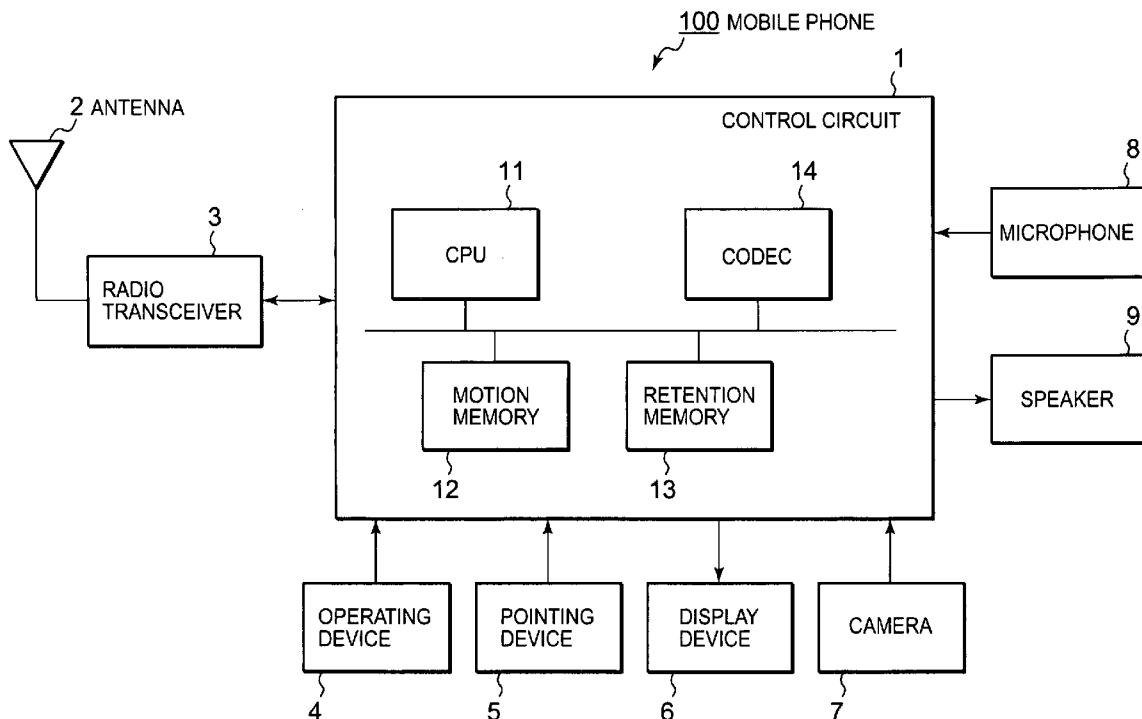 100 MOBILE PHONE
1
2 ANTENNA
CONTROL CIRCUIT
11
14
8
3
CPU
CODEC
MICROPHONE
RADIO
TRANSCEIVER
9
MOTION
MEMORY
RETENTION
MEMORY
SPEAKER
12
13
OPERATING
DEVICE
POINTING
DEVICE
DISPLAY
DEVICE
CAMERA
4
5
6
7